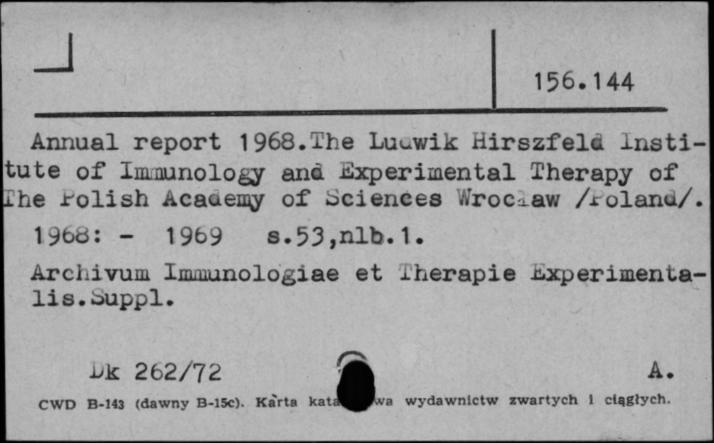 156.144
Annual report 1968.The Ludwik Hirszfeld Insti-
tute of Immunology and Experimental Therapy of
The Polish Academy of Sciences Wrocław /Poland/.
1968: - 1969 s.53,nlb.1.
Archivum Immunologiae et Therapie Experimenta-
lis.Suppl.
Dk 262/72 A.
CWD B-143 (dawny B-15c). Karta wydawnictw zwartych i ciągłych.